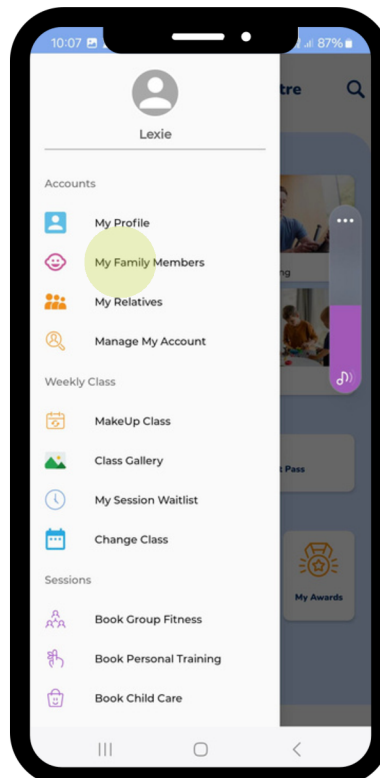 10:07
87%
tre
Lexie
Accounts
My Profile
My Family Members
ng
My Relatives
Manage My Account
Weekly Class
MakeUp Class
Class Gallery
t Pass
My Session Waitlist
Change Class
Sessions
My Awards
Book Group Fitness
Book Personal Training
Book Child Care